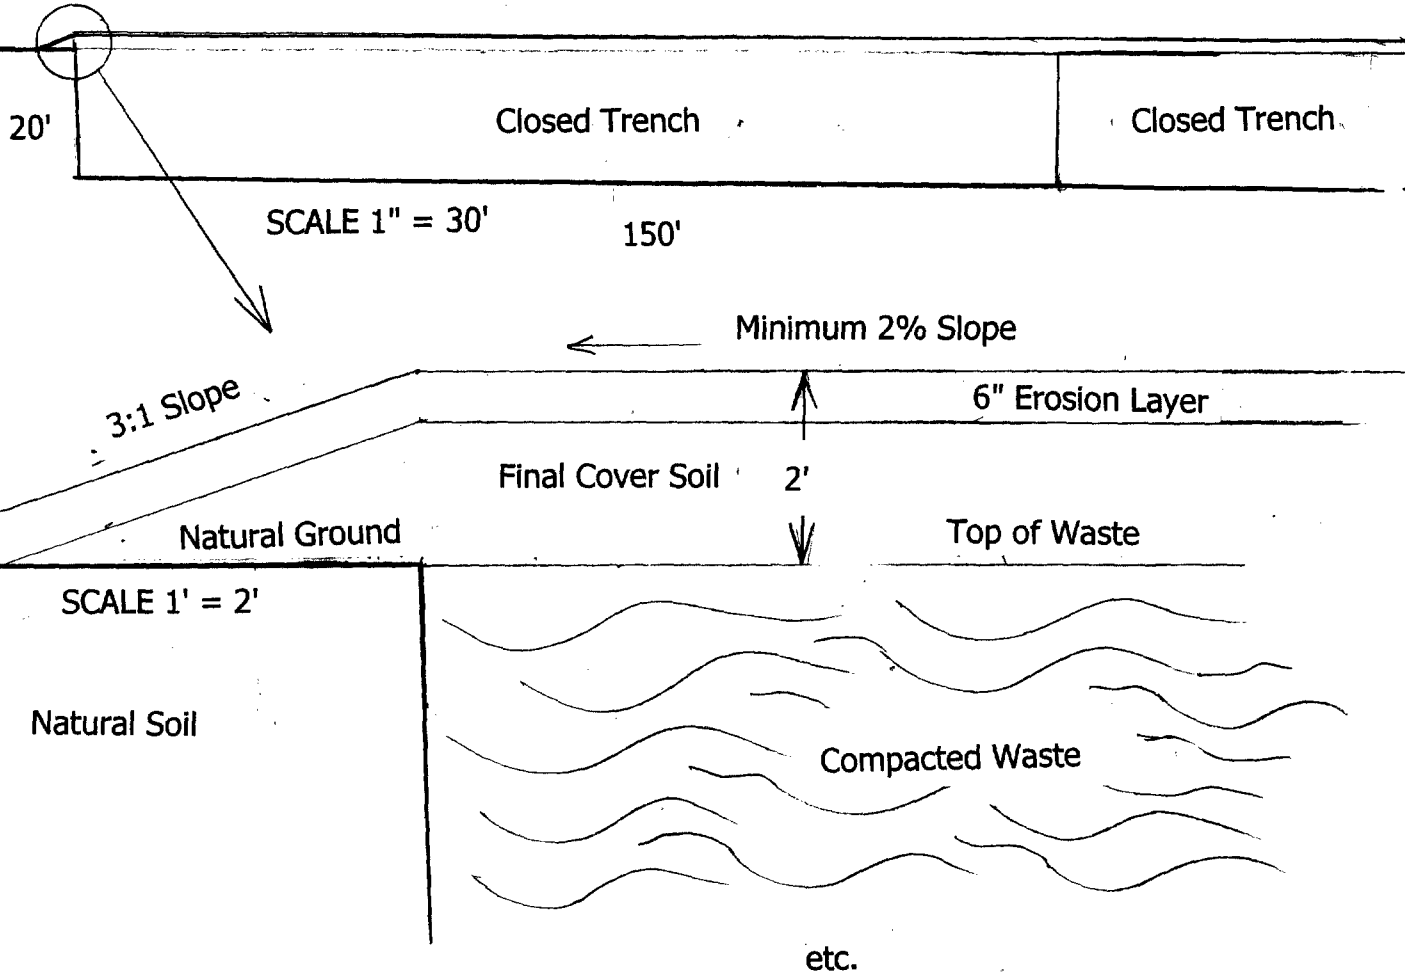 20'
Closed Trench
Closed Trench
SCALE 1" = 30'
150'
Minimum 2% Slope
3:1 Slope
6" Erosion Layer
Final Cover Soil
2'
Natural Ground
Top of Waste
SCALE 1' = 2'
Natural Soil
Compacted Waste
etc.